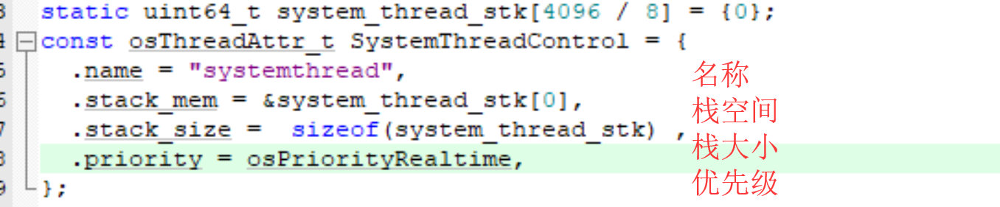 static uint64_t system_thread_stk[4096 / 8] = {0};
const osThreadAttr_t SystemThreadControl = {
.name = "systemthread",
名称
.stack_mem = &system_thread_stk[0],
栈空间
.stack_size =  sizeof(system_thread_stk) ,
栈大小
.priority = osPriorityRealtime,
优先级
};